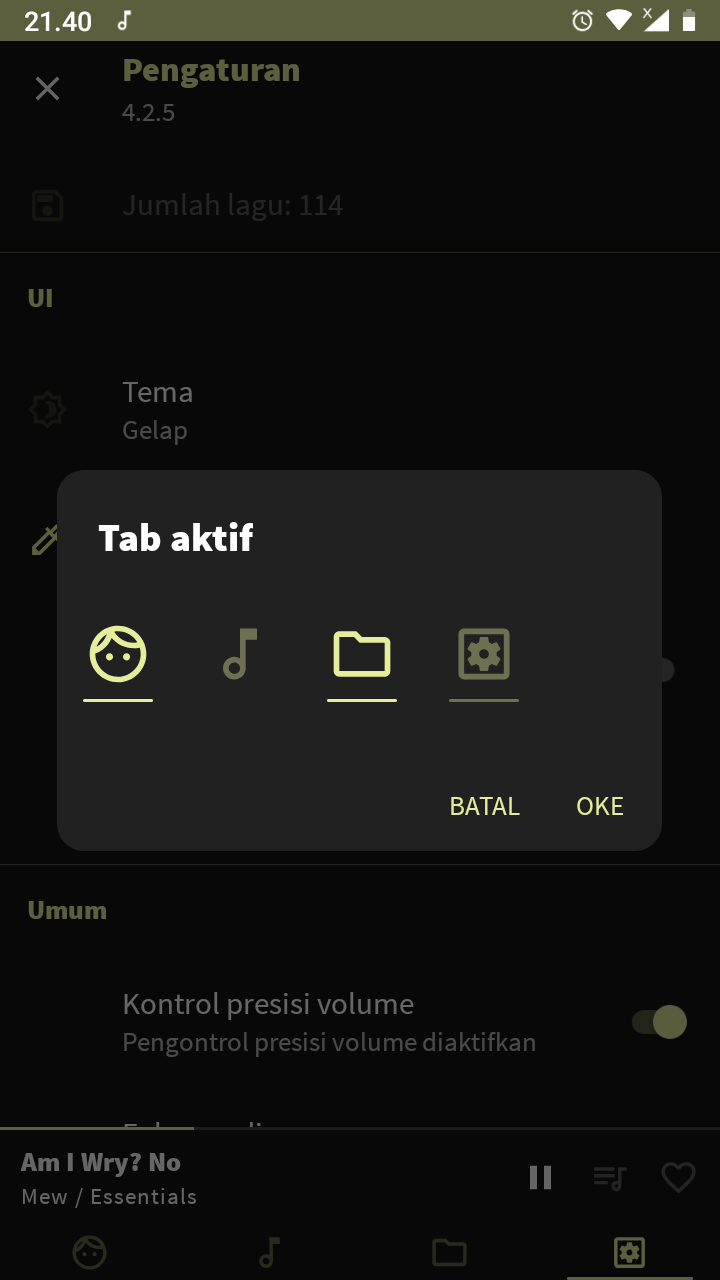 21.40
Pengaturan
4.2.5
Jumlah lagu: 114
UI
Tema
Gelap
Tab aktif
BATAL
OKE
Umum
Kontrol presisi volume
Pengontrol presisi volume diaktifkan
Am I Wry? No
Mew / Essentials